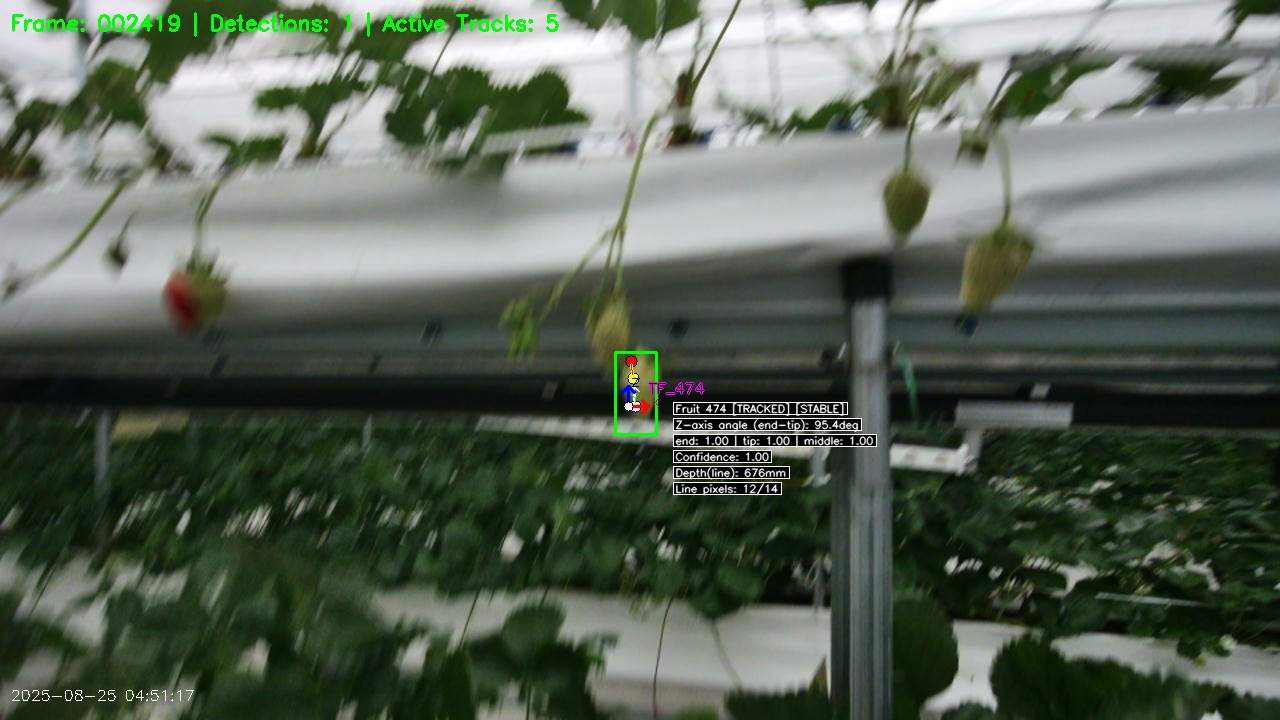 Frame: 002419 | Detections: 1 | Active Tracks: 5
TF_474
Fruit 474 [TRACKED] [STABLE]
Z-axis angle (end-tip): 95.4deg
end: 1.00 | tip: 1.00 | middle: 1.00
Confidence: 1.00
Depth(line): 676mm
Line pixels: 12/14
2025-08-25 04:51:17